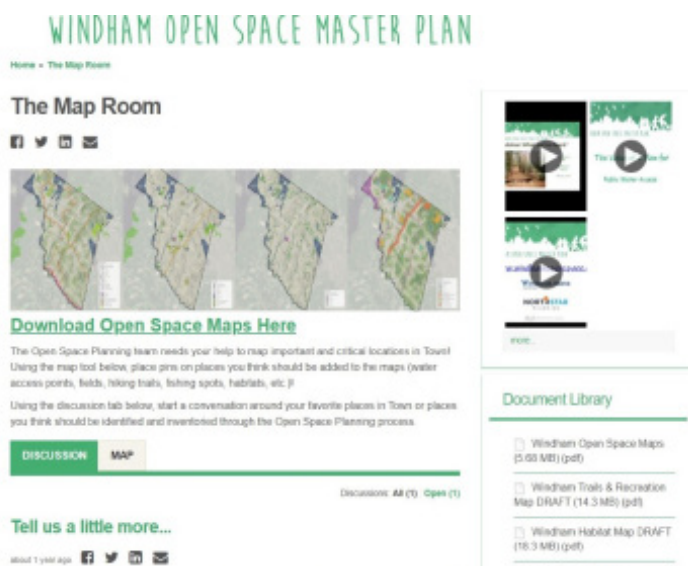 WINDHAM OPEN SPACE MASTER PLAN
Home » The Map Room
The Map Room
Download Open Space Maps Here
The Open Space Planning team needs your help to map important and critical locations in Town!
Using the map tool below, place pins on places you think should be added to the maps (water
access points, fields, hiking trails, fishing spots, habitats, etc.)!
Using the discussion tab below, start a conversation around your favorite places in Town or places
you think should be identified and inventoried through the Open Space Planning process.
DISCUSSION MAP
Discussions: All (1) Open (1)
Tell us a little more...
about 1 year ago
NORTHSTAR
more..
Document Library
Windham Open Space Maps
(5.68 MB) (pdf)
Windham Trails & Recreation
Map DRAFT (14.3 MB) (pdf)
Windham Habitat Map DRAFT
(18.3 MB) (pdf)